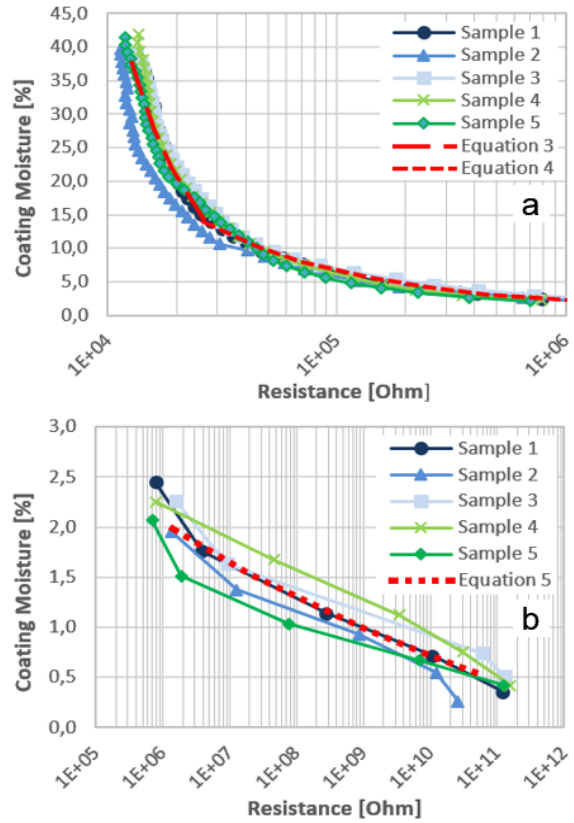 45,0
40,0
35,0
30,0
25,0
20,0
15,0
10,0
5,0
0,0
Coating Moisture [%]
Sample 1
Sample 2
Sample 3
Sample 4
Sample 5
Equation 3
Equation 4
a
1E+04
1E+05
1E+06
Resistance [Ohm]
3,0
2,5
2,0
1,5
1,0
0,5
0,0
Coating Moisture [%]
Sample 1
Sample 2
Sample 3
Sample 4
Sample 5
Equation 5
b
1E+05
1E+06
1E+07
1E+08
1E+09
1E+10
1E+11
1E+12
Resistance [Ohm]